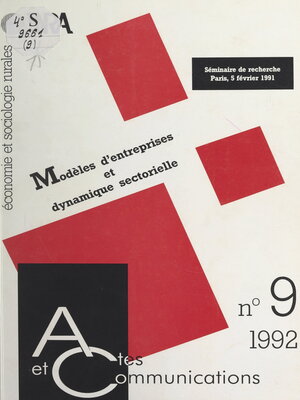 4° S
9661
(9)
A
économie et sociologie rurales
Séminaire de recherche
Paris, 5 février 1991
Modèles d'entreprises
et
dynamique sectorielle
n° 9
1992
Actes
et Communications